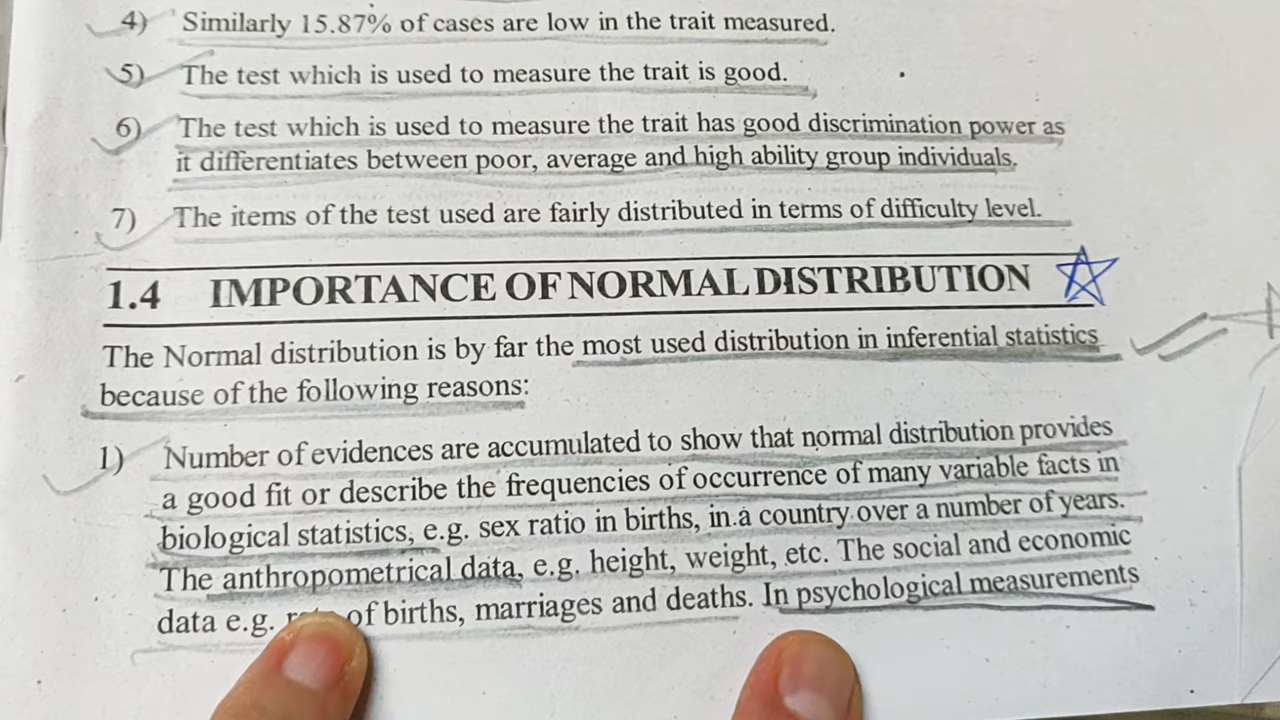 4) Similarly 15.87% of cases are low in the trait measured.
5) The test which is used to measure the trait is good.
6) The test which is used to measure the trait has good discrimination power as
it differentiates between poor, average and high ability group individuals.
7) The items of the test used are fairly distributed in terms of difficulty level.
1.4 IMPORTANCE OF NORMAL DISTRIBUTION
The Normal distribution is by far the most used distribution in inferential statistics
because of the following reasons:
1) Number of evidences are accumulated to show that normal distribution provides
a good fit or describe the frequencies of occurrence of many variable facts in
biological statistics, e.g. sex ratio in births, in a country over a number of years.
The anthropometrical data, e.g. height, weight, etc. The social and economic
data e.g. of births, marriages and deaths. In psychological measurements